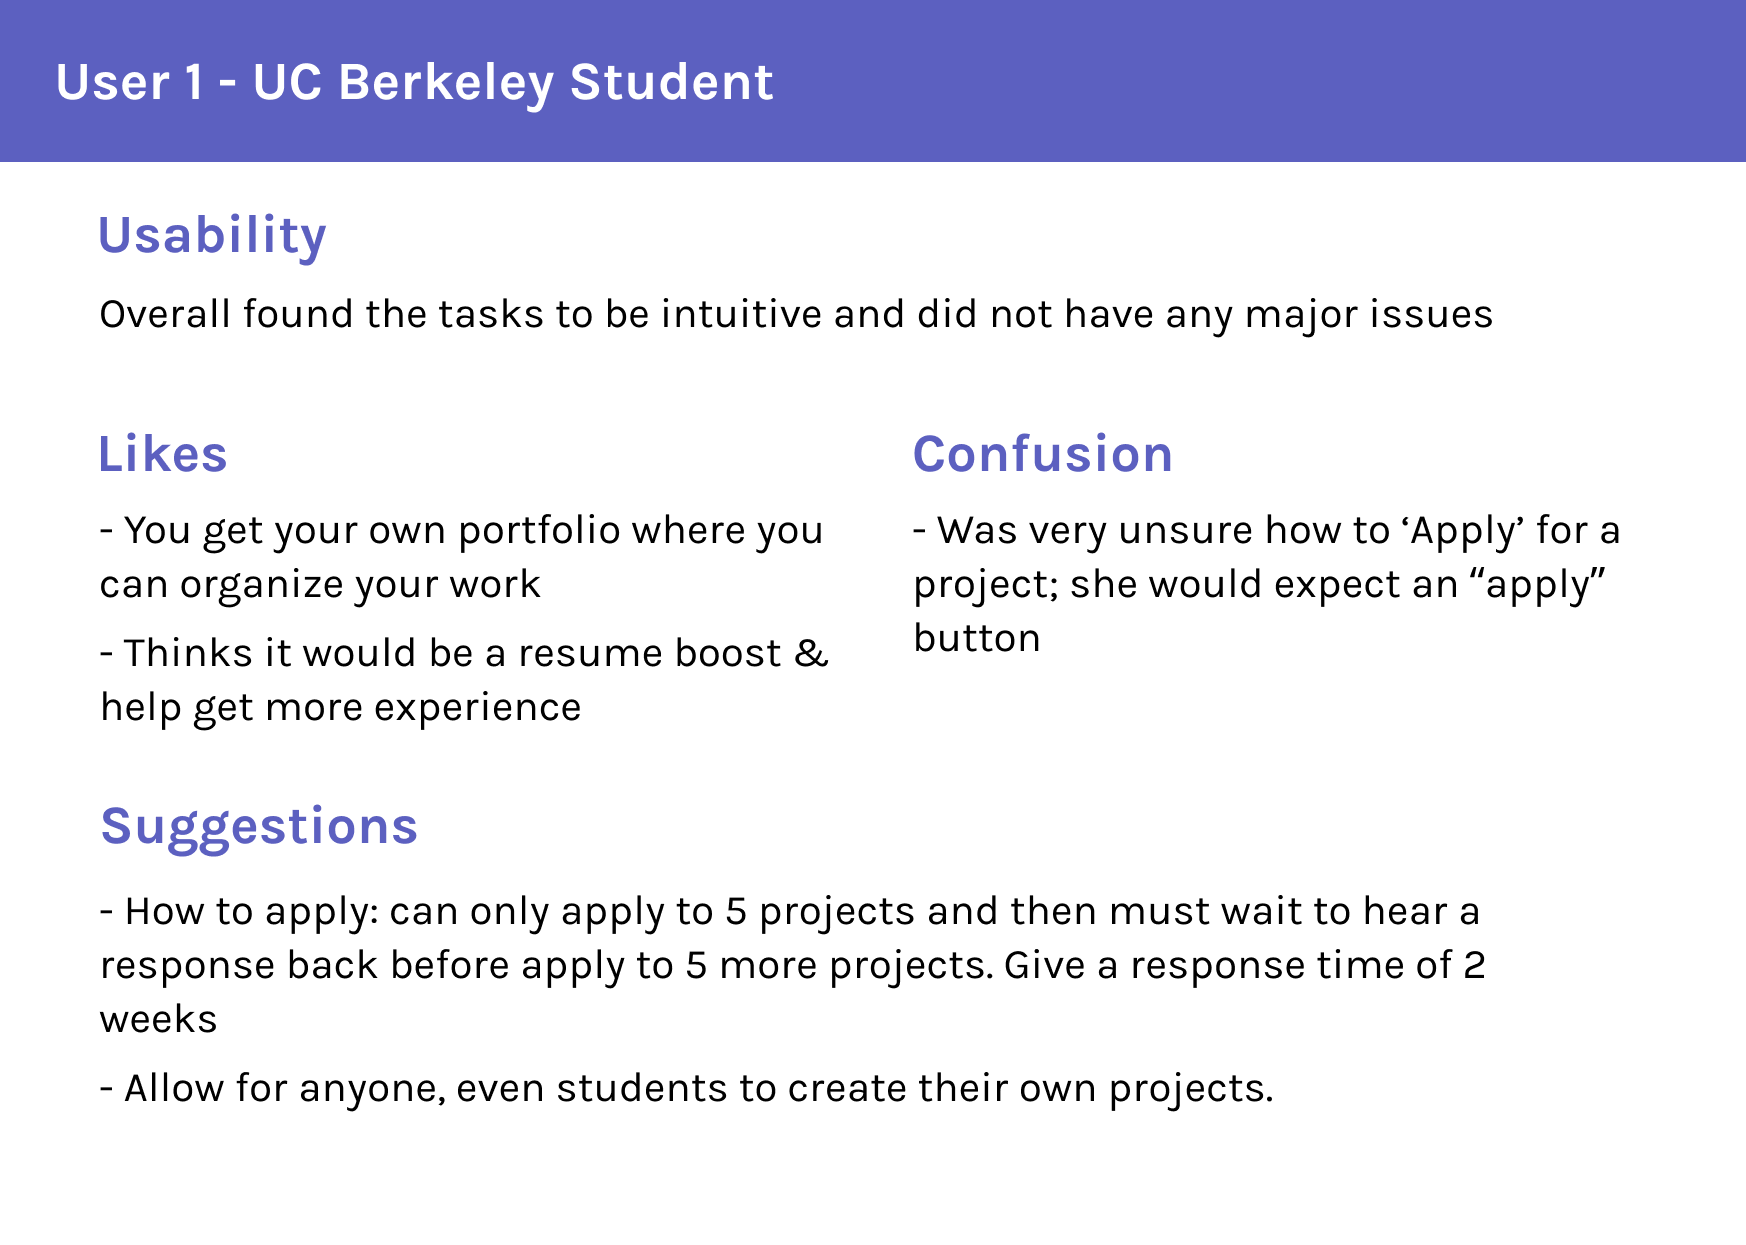 User 1 - UC Berkeley Student
Usability
Overall found the tasks to be intuitive and did not have any major issues
Likes
- You get your own portfolio where you
can organize your work
- Thinks it would be a resume boost &
help get more experience
Confusion
- Was very unsure how to ‘Apply’ for a
project; she would expect an “apply”
button
Suggestions
- How to apply: can only apply to 5 projects and then must wait to hear a
response back before apply to 5 more projects. Give a response time of 2
weeks
- Allow for anyone, even students to create their own projects.